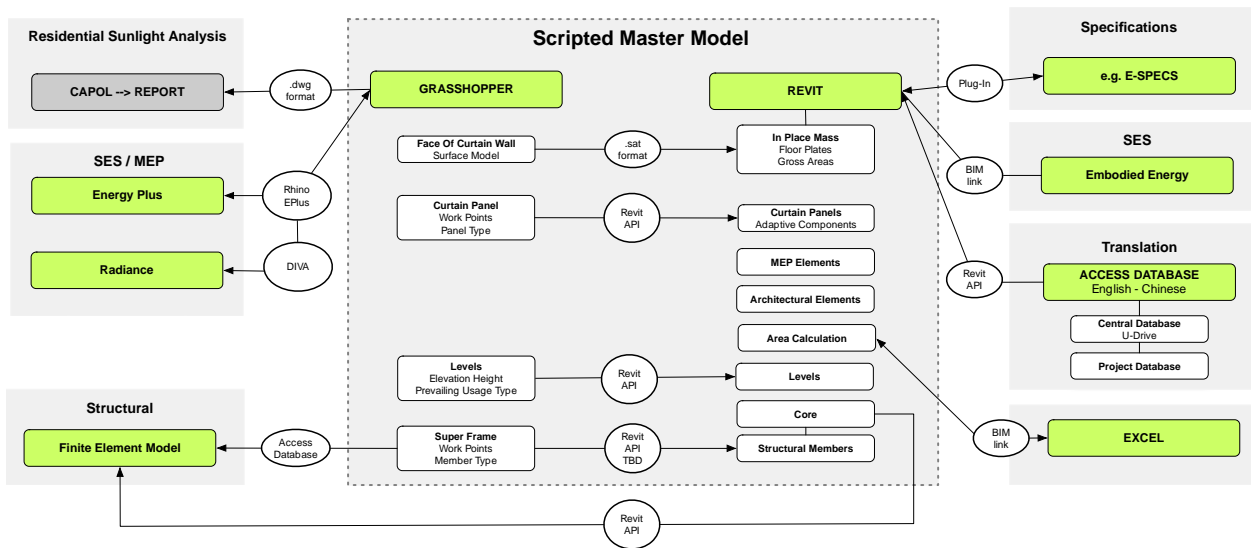 Residential Sunlight Analysis
CAPOL --> REPORT
.dwg
format
SES / MEP
Energy Plus
Radiance
Rhino
EPlus
DIVA
Structural
Finite Element Model
Access
Database
Scripted Master Model
GRASSHOPPER
REVIT
Face Of Curtain Wall
Surface Model
.sat
format
In Place Mass
Floor Plates
Gross Areas
Curtain Panel
Work Points
Panel Type
Revit
API
Curtain Panels
Adaptive Components
MEP Elements
Architectural Elements
Area Calculation
Levels
Elevation Height
Prevailing Usage Type
Revit
API
Levels
Core
Super Frame
Work Points
Member Type
Revit
API
TBD
Structural Members
Revit
API
Specifications
Plug-In
e.g. E-SPECS
SES
BIM
link
Embodied Energy
Translation
Revit
API
ACCESS DATABASE
English - Chinese
Central Database
U-Drive
Project Database
BIM
link
EXCEL